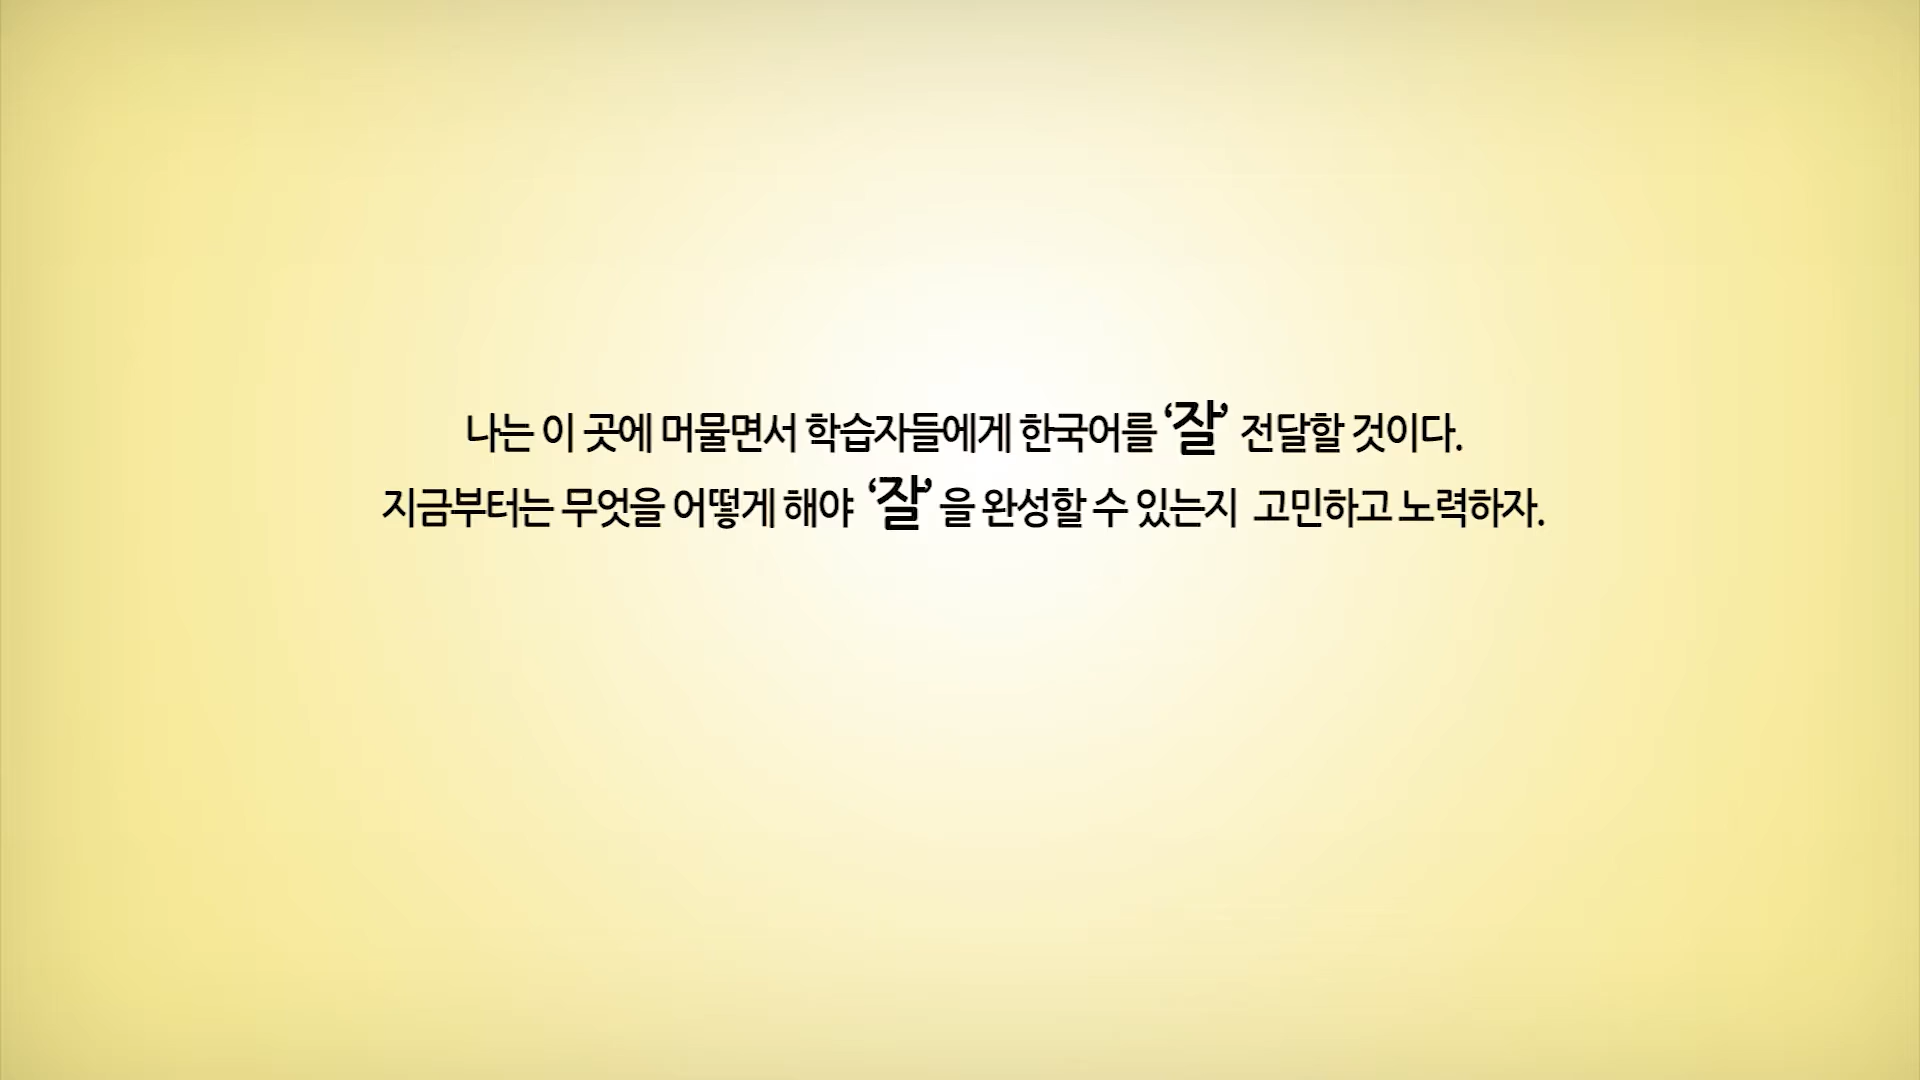 나는 이 곳에 머물면서 학습자들에게 한국어를 ‘잘’ 전달할 것이다.
지금부터는 무엇을 어떻게 해야 ‘잘’을 완성할 수 있는지 고민하고 노력하자.